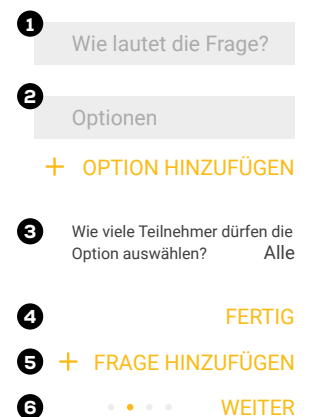 1
Wie lautet die Frage?
2
Optionen
+ OPTION HINZUFÜGEN
3 Wie viele Teilnehmer dürfen die
Option auswählen? Alle
4 FERTIG
5 + FRAGE HINZUFÜGEN
6 WEITER